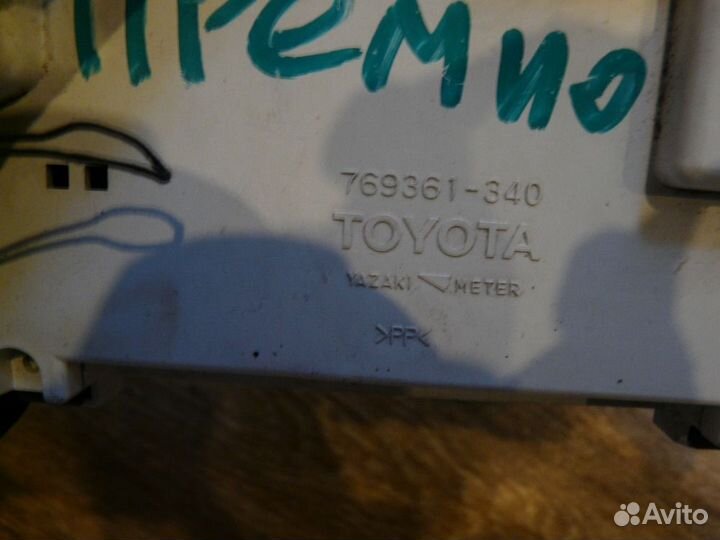 ПРЕМИО
769361-340
TOYOTA
YAZAKI METER
>PP<
Avito